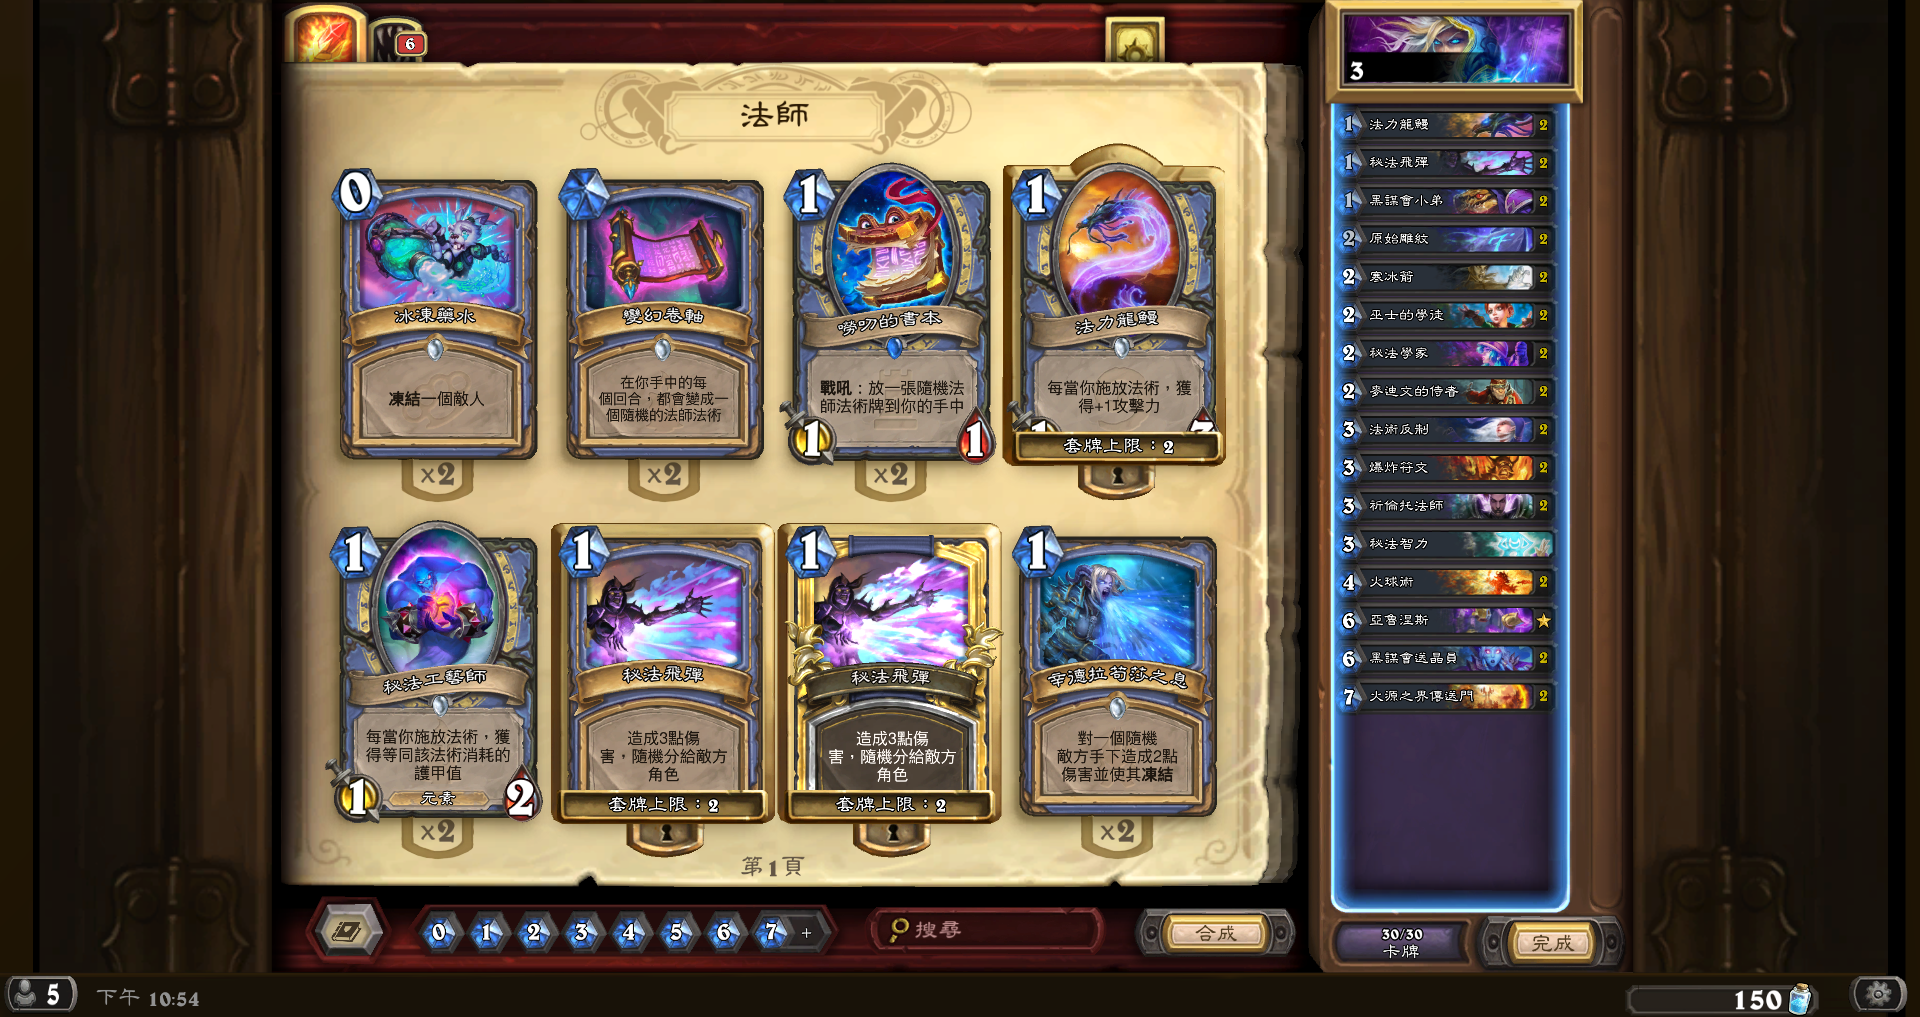 6
法師
0
冰凍藥水
凍結一個敵人
×2
變幻卷軸
在你手中的每
個回合，都會變成一
個隨機的法師法術
×2
1
嘮叨的書本
戰吼：放一張隨機法
師法術牌到你的手中
1
1
×2
1
法力龍鰻
每當你施放法術，獲
得+1攻擊力
套牌上限：2
1
秘法工藝師
每當你施放法術，獲
得等同該法術消耗的
護甲值
元素
1
2
×2
1
秘法飛彈
造成3點傷
害，隨機分給敵方
角色
套牌上限：2
1
秘法飛彈
造成3點傷
害，隨機分給敵方
角色
套牌上限：2
1
辛德拉苟莎之息
對一個隨機
敵方手下造成2點
傷害並使其凍結
×2
第1頁
0 1 2 3 4 5 6 7 +
搜尋
合成
3
1 法力龍鰻 2
1 秘法飛彈 2
1 黑謀會小弟 2
2 原始雕紋 2
2 寒冰箭 2
2 巫士的學徒 2
2 秘法學家 2
2 麥迪文的侍者 2
3 法術反制 2
3 爆炸符文 2
3 祈倫托法師 2
3 秘法智力
4 火球術 2
6 亞魯涅斯
6 黑謀會送晶員 2
7 火源之界傳送門 2
30/30
卡牌
完成
5
下午 10:54
150